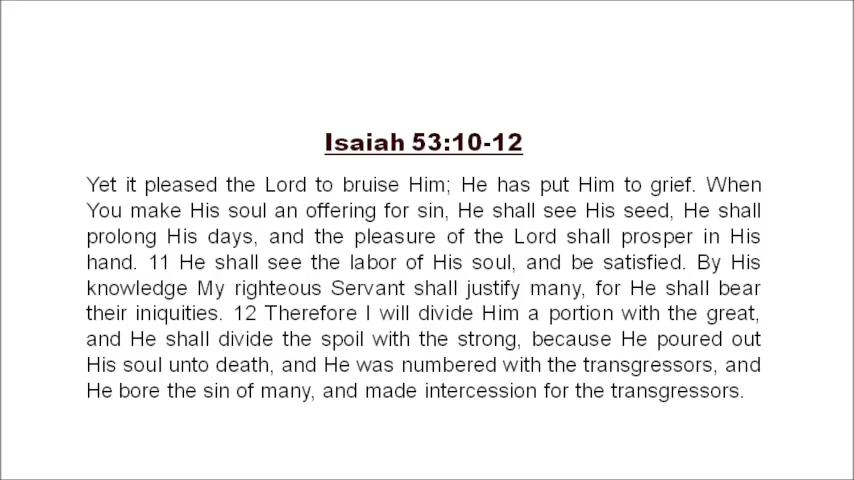 Isaiah 53:10-12
Yet it pleased the Lord to bruise Him; He has put Him to grief. When
You make His soul an offering for sin, He shall see His seed, He shall
prolong His days, and the pleasure of the Lord shall prosper in His
hand. 11 He shall see the labor of His soul, and be satisfied. By His
knowledge My righteous Servant shall justify many, for He shall bear
their iniquities. 12 Therefore I will divide Him a portion with the great,
and He shall divide the spoil with the strong, because He poured out
His soul unto death, and He was numbered with the transgressors, and
He bore the sin of many, and made intercession for the transgressors.